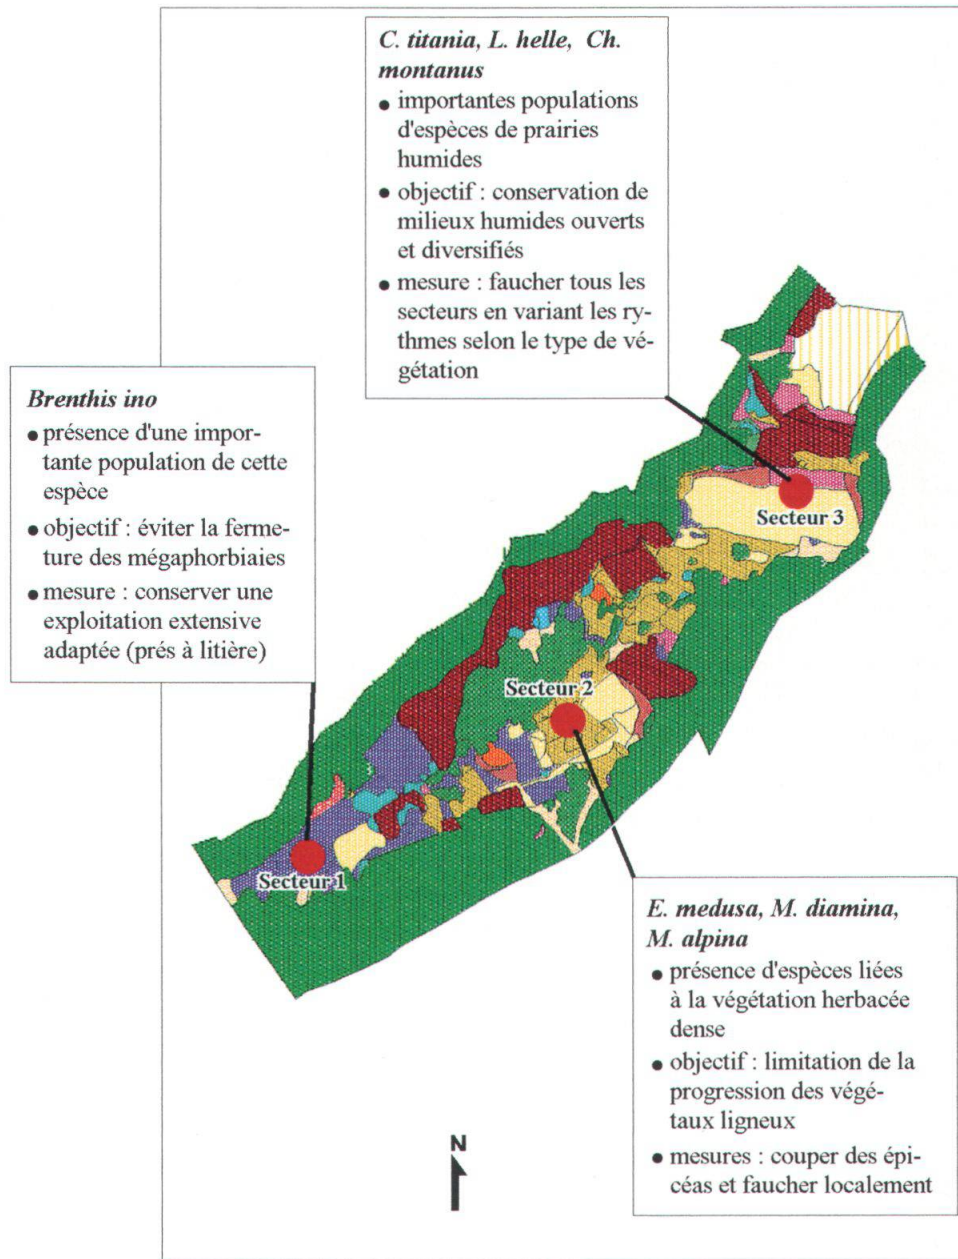 C. titania, L. helle, Ch.
montanus
• importantes populations
d'espèces de prairies
humides
• objectif : conservation de
milieux humides ouverts
et diversifiés
• mesure : faucher tous les
secteurs en variant les ry-
thmes selon le type de vé-
gétation
Brenthis ino
• présence d'une impor-
tante population de cette
espèce
• objectif : éviter la ferme-
ture des mégaphorbiaies
• mesure : conserver une
exploitation extensive
adaptée (prés à litière)
Secteur 3
Secteur 2
Secteur 1
E. medusa, M. diamina,
M. alpina
• présence d'espèces liées
à la végétation herbacée
dense
• objectif : limitation de la
progression des végé-
taux ligneux
• mesures : couper des épi-
céas et faucher localement
N